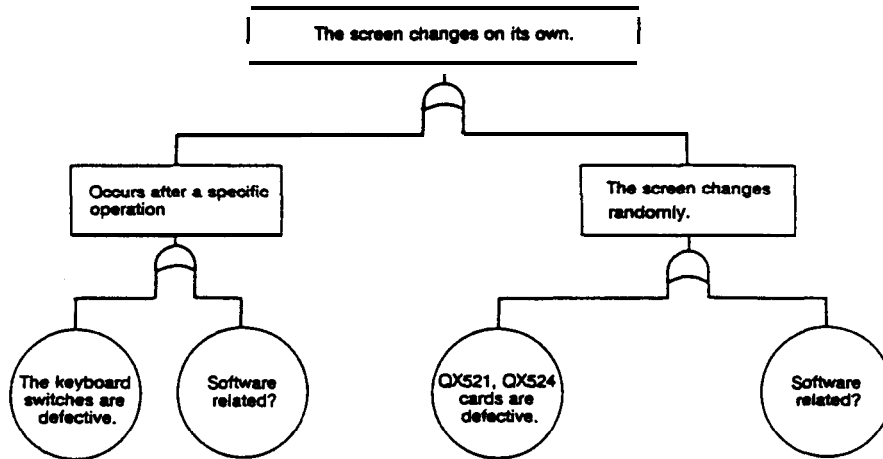 The screen changes on its own.
Occurs after a specific
operation
The screen changes
randomly.
The keyboard
switches are
defective.
Software
related?
QX521, QX524
cards are
defective.
Software
related?